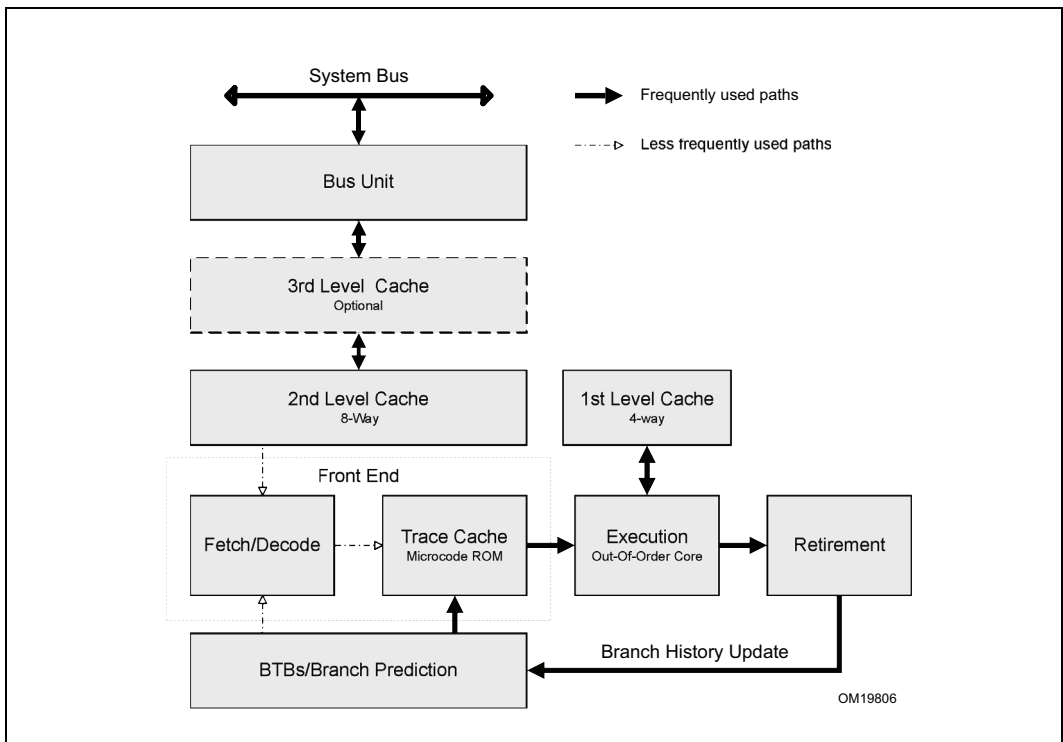 System Bus
Frequently used paths
Less frequently used paths
Bus Unit
3rd Level Cache
Optional
2nd Level Cache
8-Way
1st Level Cache
4-way
Front End
Fetch/Decode
Trace Cache
Microcode ROM
Execution
Out-Of-Order Core
Retirement
BTBs/Branch Prediction
Branch History Update
OM19806